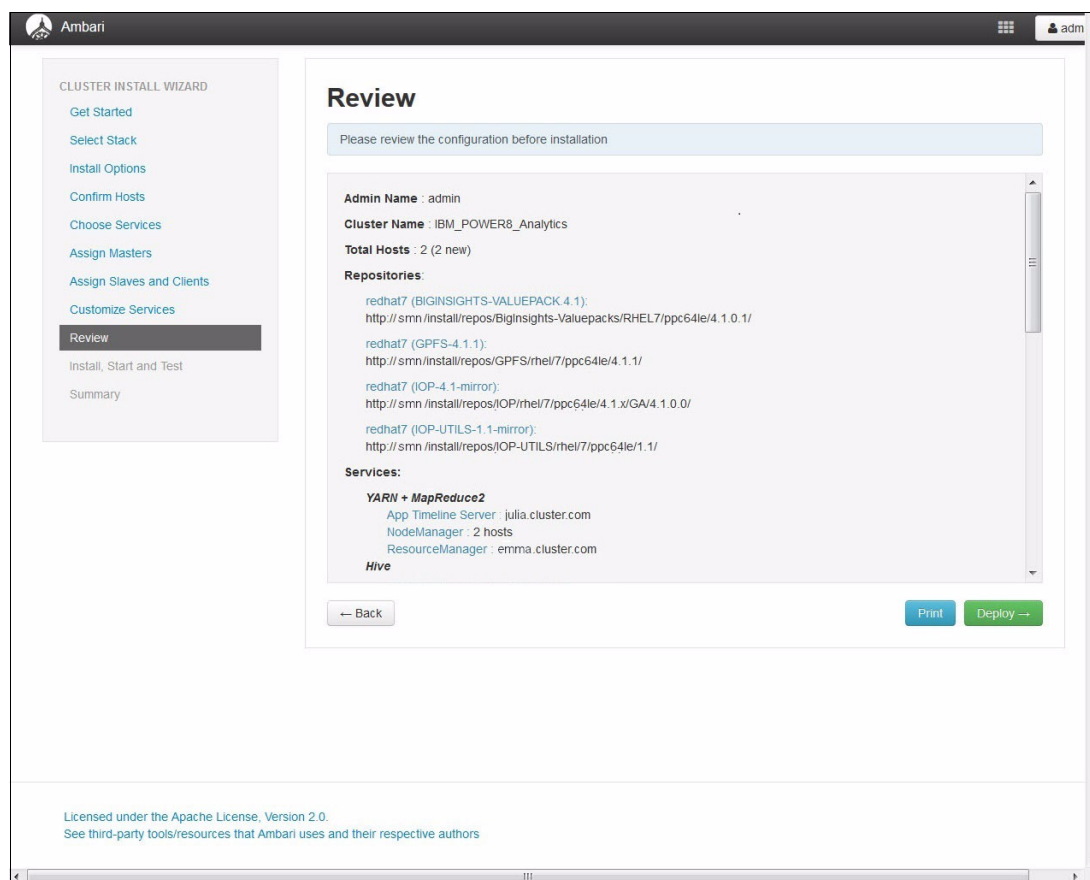 Ambari
adm
CLUSTER INSTALL WIZARD
Get Started
Select Stack
Install Options
Confirm Hosts
Choose Services
Assign Masters
Assign Slaves and Clients
Customize Services
Review
Install, Start and Test
Summary
Review
Please review the configuration before installation
Admin Name : admin
Cluster Name : IBM_POWER8_Analytics
Total Hosts : 2 (2 new)
Repositories:
redhat7 (BIGINSIGHTS-VALUEPACK.4.1):
http://smn/install/repos/BigInsights-Valuepacks/RHEL7/ppc64le/4.1.0.1/
redhat7 (GPFS-4.1.1):
http://smn/install/repos/GPFS/rhel/7/ppc64le/4.1.1/
redhat7 (IOP-4.1-mirror):
http://smn/install/repos/IOP/rhel/7/ppc64le/4.1.x/GA/4.1.0.0/
redhat7 (IOP-UTILS-1.1-mirror):
http://smn/install/repos/IOP-UTILS/rhel/7/ppc64le/1.1/
Services:
YARN + MapReduce2
App Timeline Server : julia.cluster.com
NodeManager : 2 hosts
ResourceManager : emma.cluster.com
Hive
← Back
Print
Deploy →
Licensed under the Apache License, Version 2.0.
See third-party tools/resources that Ambari uses and their respective authors